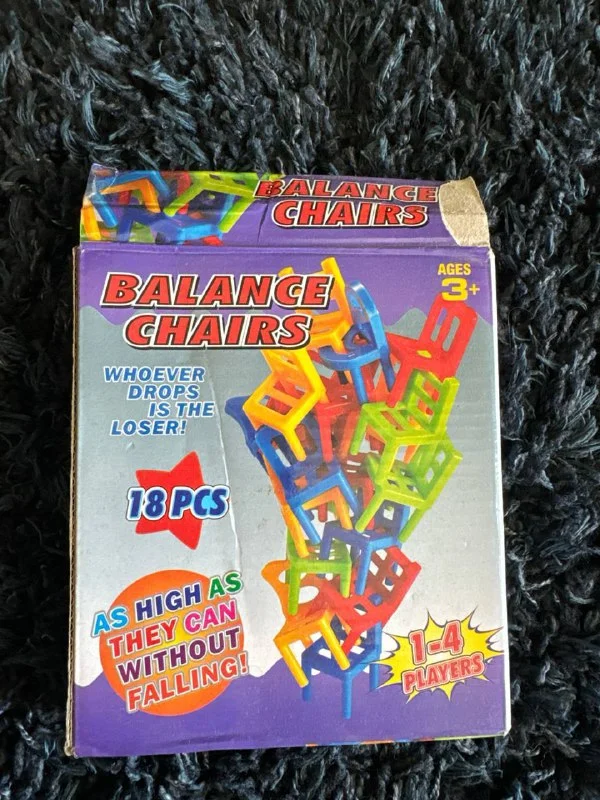 BALANCE
CHAIRS
BALANCE
CHAIRS
AGES
3+
WHOEVER
DROPS
IS THE
LOSER!
18 PCS
AS HIGH AS
THEY CAN
WITHOUT
FALLING!
1-4
PLAYERS